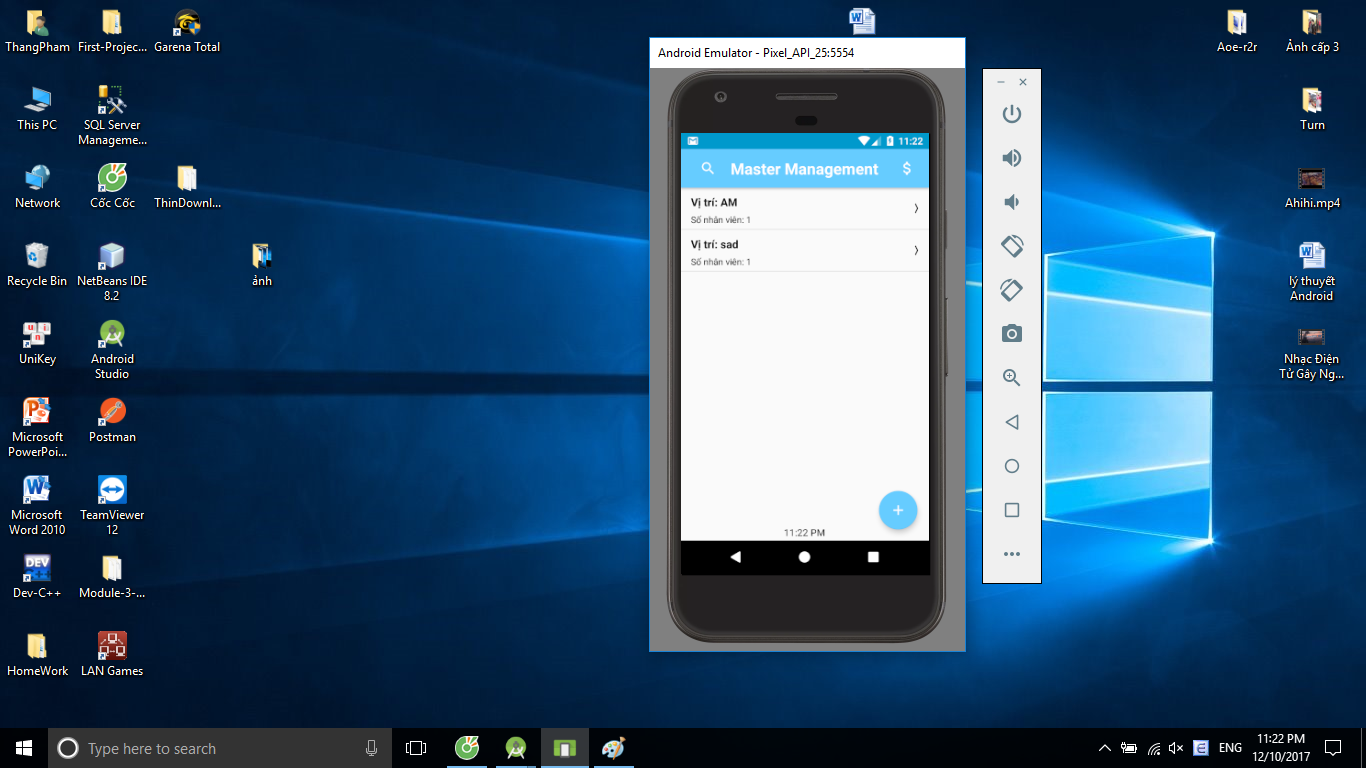 ThangPham
First-Projec...
Garena Total
This PC
SQL Server
Manageme...
Network
Cốc Cốc
ThinDownl...
Recycle Bin
NetBeans IDE
8.2
ảnh
UniKey
Android
Studio
Microsoft
PowerPoi...
Postman
Microsoft
Word 2010
TeamViewer
12
DEV
Dev-C++
Module-3-...
HomeWork
LAN Games
Android Emulator - Pixel_API_25:5554
11:22
Master Management
$
Vị trí: AM
Số nhân viên: 1
Vị trí: sad
Số nhân viên: 1
11:22 PM
Aoe-r2r
Ảnh cấp 3
Turn
Ahihi.mp4
lý thuyết
Android
Nhạc Điện
Tử Gây Ng...
Type here to search
ENG
11:22 PM
12/10/2017